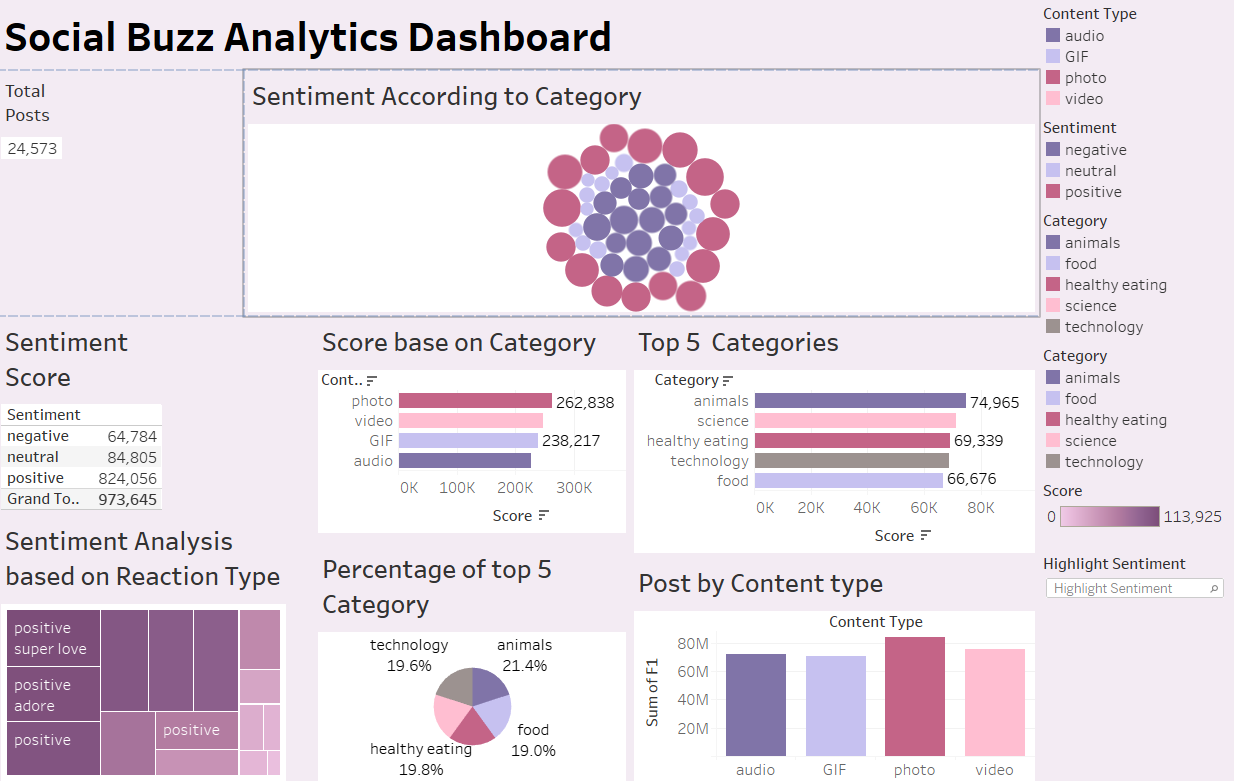 Social Buzz Analytics Dashboard
Total
Posts
24,573
Sentiment According to Category
Sentiment
Score
Sentiment
negative 64,784
neutral 84,805
positive 824,056
Grand To.. 973,645
Score base on Category
Cont..
photo 262,838
video
GIF 238,217
audio
0K 100K 200K 300K
Score
Top 5 Categories
Category
animals 74,965
science
healthy eating 69,339
technology
food 66,676
0K 20K 40K 60K 80K
Score
Sentiment Analysis
based on Reaction Type
positive
super love
positive
adore
positive
positive
Percentage of top 5
Category
technology
19.6%
animals
21.4%
food
19.0%
healthy eating
19.8%
Post by Content type
Content Type
Sum of F1
80M
60M
40M
20M
audio GIF photo video
Content Type
audio
GIF
photo
video
Sentiment
negative
neutral
positive
Category
animals
food
healthy eating
science
technology
Category
animals
food
healthy eating
science
technology
Score
0 113,925
Highlight Sentiment
Highlight Sentiment